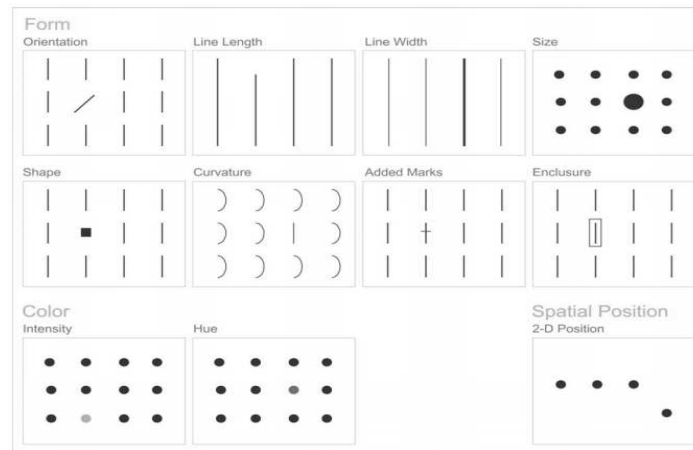 Form
Orientation
Line Length
Line Width
Size
Shape
Curvature
Added Marks
Enclusure
Color
Spatial Position
Intensity
Hue
2-D Position